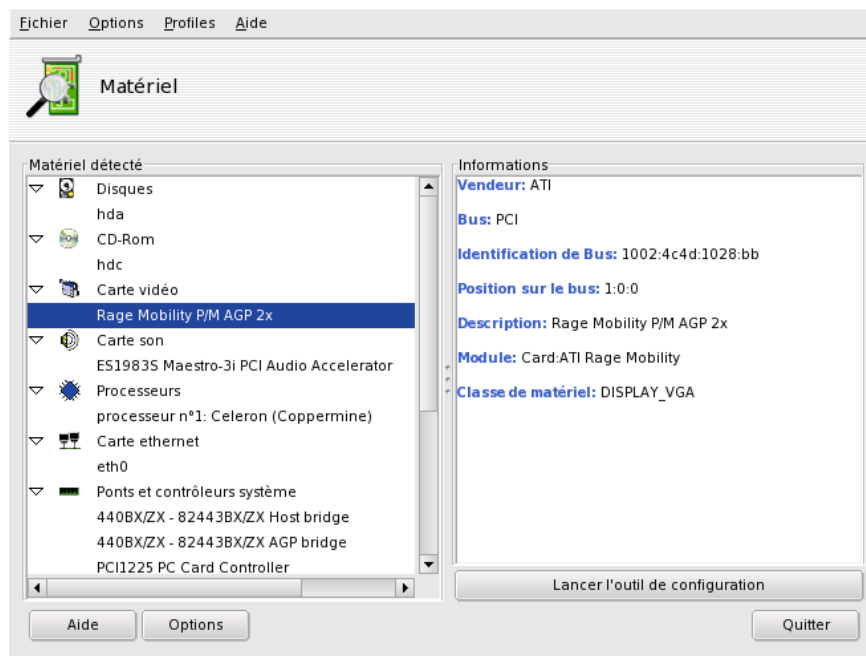 Fichier Options Profiles Aide
Matériel
Matériel détecté
Disques
hda
CD-Rom
hdc
Carte vidéo
Rage Mobility P/M AGP 2x
Carte son
ES1983S Maestro-3i PCI Audio Accelerator
Processeurs
processeur n°1: Celeron (Coppermine)
Carte ethernet
eth0
Ponts et contrôleurs système
440BX/ZX - 82443BX/ZX Host bridge
440BX/ZX - 82443BX/ZX AGP bridge
PCI1225 PC Card Controller
Informations
Vendeur: ATI
Bus: PCI
Identification de Bus: 1002:4c4d:1028:bb
Position sur le bus: 1:0:0
Description: Rage Mobility P/M AGP 2x
Module: Card:ATI Rage Mobility
Classe de matériel: DISPLAY_VGA
Lancer l'outil de configuration
Aide Options Quitter